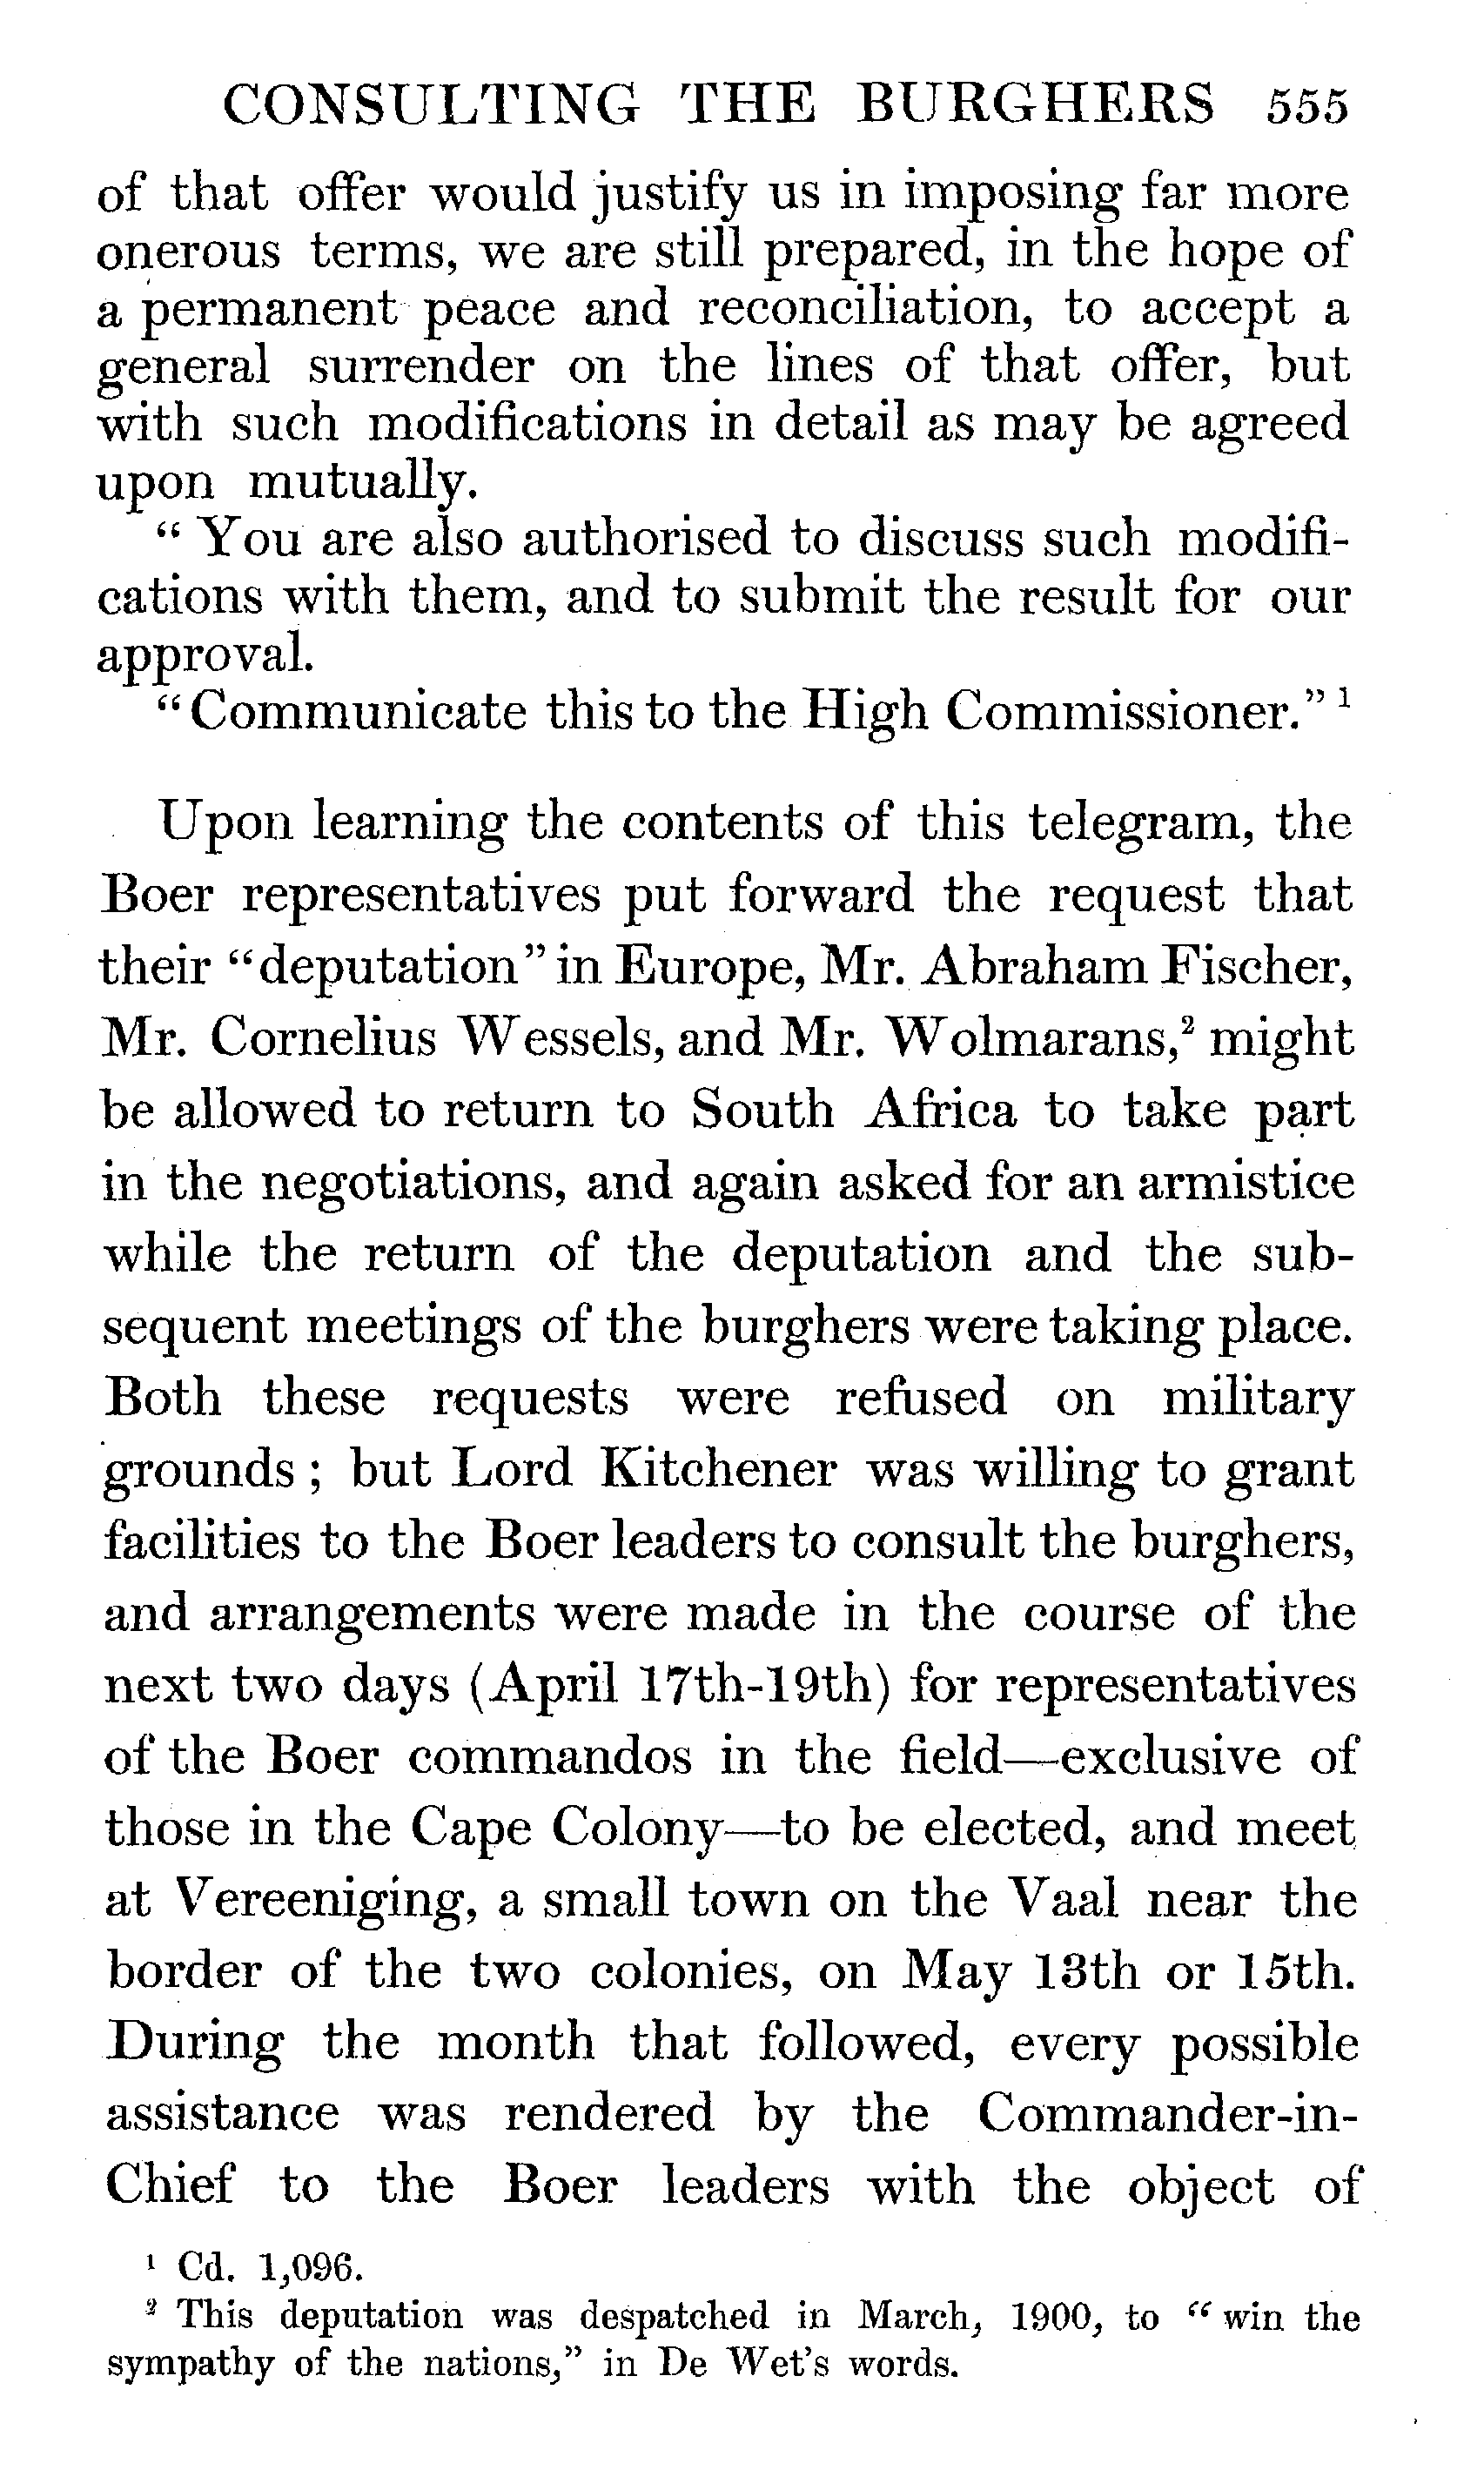 CONSULTING THE BURGHERS 555
of that offer would justify us in imposing far more
onerous terms, we are still prepared, in the hope of
a permanent peace and reconciliation, to accept a
general surrender on the lines of that offer, but
with such modifications in detail as may be agreed
upon mutually.
“ You are also authorised to discuss such modifi-
cations with them, and to submit the result for our
approval.
“ Communicate this to the High Commissioner.” ¹
Upon learning the contents of this telegram, the
Boer representatives put forward the request that
their “deputation” in Europe, Mr. Abraham Fischer,
Mr. Cornelius Wessels, and Mr. Wolmarans,² might
be allowed to return to South Africa to take part
in the negotiations, and again asked for an armistice
while the return of the deputation and the sub-
sequent meetings of the burghers were taking place.
Both these requests were refused on military
grounds ; but Lord Kitchener was willing to grant
facilities to the Boer leaders to consult the burghers,
and arrangements were made in the course of the
next two days (April 17th-19th) for representatives
of the Boer commandos in the field—exclusive of
those in the Cape Colony—to be elected, and meet
at Vereeniging, a small town on the Vaal near the
border of the two colonies, on May 13th or 15th.
During the month that followed, every possible
assistance was rendered by the Commander-in-
Chief to the Boer leaders with the object of
¹ Cd. 1,096.
² This deputation was despatched in March, 1900, to “ win the
sympathy of the nations,” in De Wet's words.